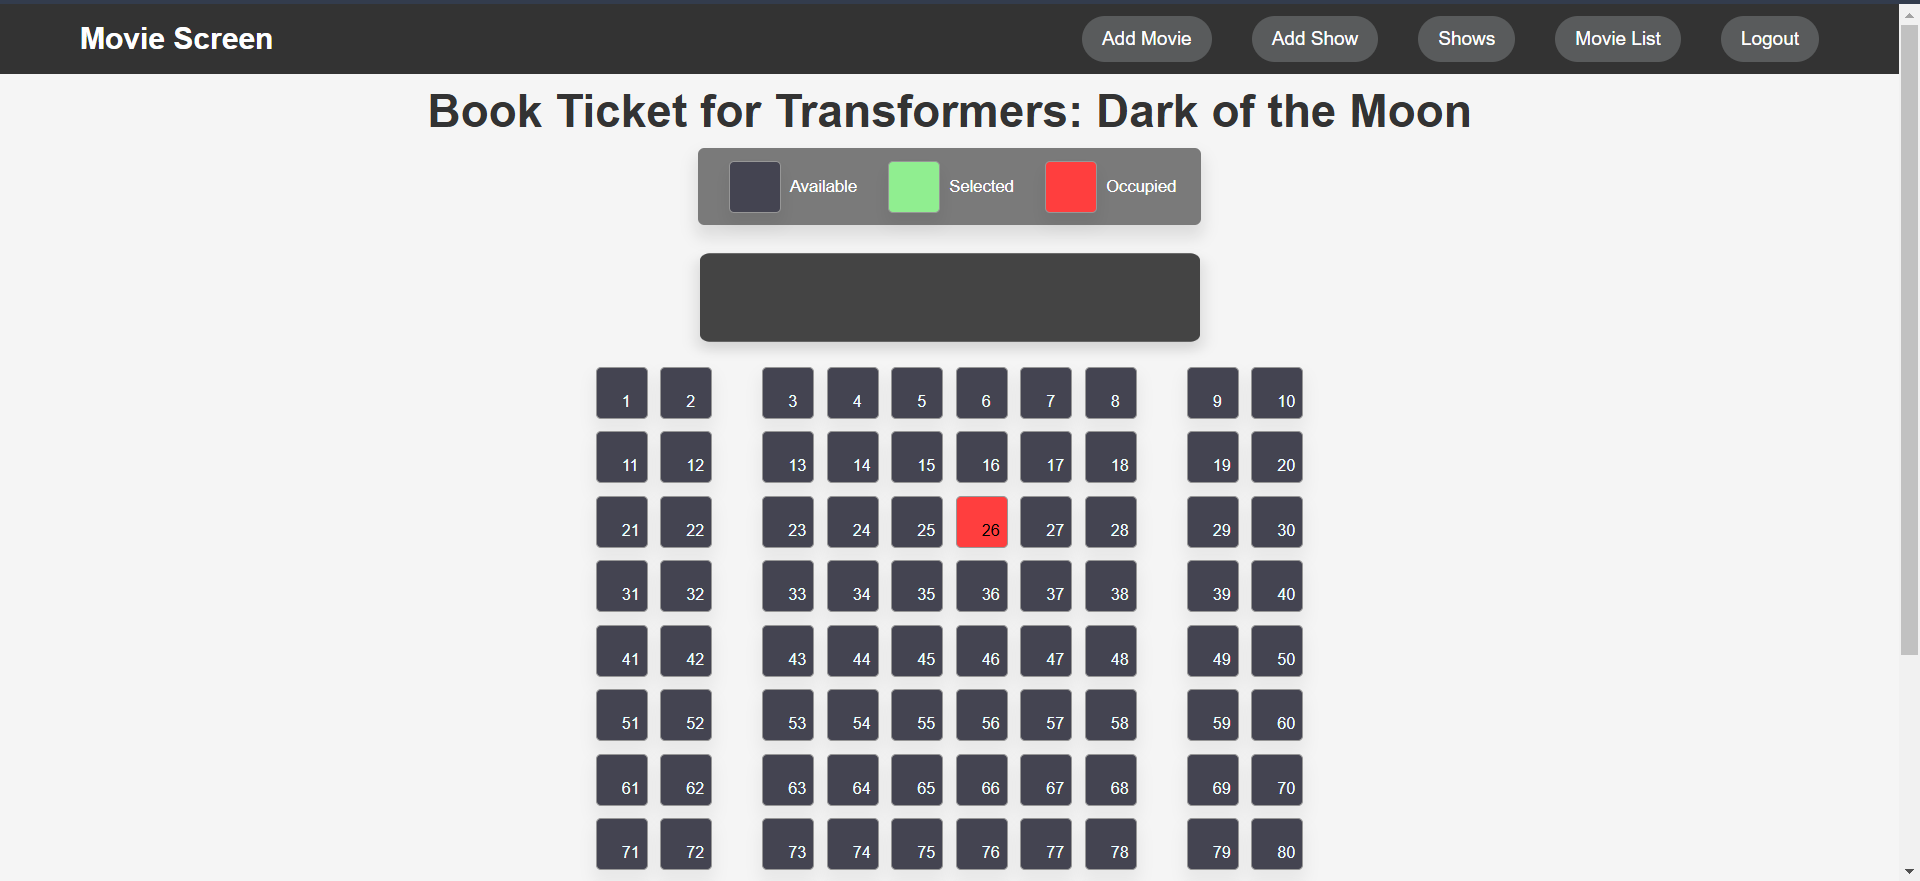 Movie Screen Add Movie Add Show Shows Movie List Logout
Book Ticket for Transformers: Dark of the Moon
Available Selected Occupied
1 2 3 4 5 6 7 8 9 10
11 12 13 14 15 16 17 18 19 20
21 22 23 24 25 26 27 28 29 30
31 32 33 34 35 36 37 38 39 40
41 42 43 44 45 46 47 48 49 50
51 52 53 54 55 56 57 58 59 60
61 62 63 64 65 66 67 68 69 70
71 72 73 74 75 76 77 78 79 80